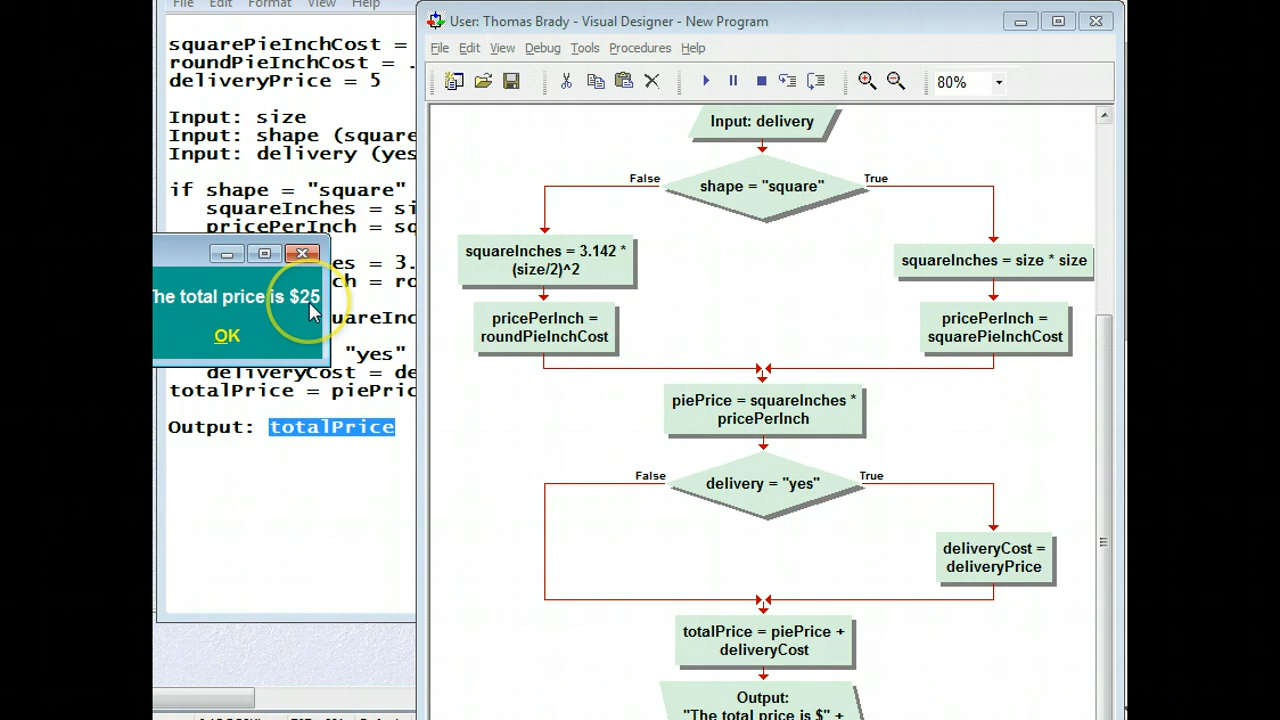 File Edit Format View Help
squarePieInchCost =
roundPieInchCost = .
deliveryPrice = 5
Input: size
Input: shape (square
Input: delivery (yes
if shape = "square"
squareInches = si
pricePerInch = sq
es = 3.
ch = ro
quareInc
"yes"
deliveryCost = de
totalPrice = piePric
Output: totalPrice
The total price is $25
OK
User: Thomas Brady - Visual Designer - New Program
File Edit View Debug Tools Procedures Help
80%
Input: delivery
False
shape = "square"
True
squareInches = 3.142 *
(size/2)^2
squareInches = size * size
pricePerInch =
roundPieInchCost
pricePerInch =
squarePieInchCost
piePrice = squareInches *
pricePerInch
False
delivery = "yes"
True
deliveryCost =
deliveryPrice
totalPrice = piePrice +
deliveryCost
Output:
"The total price is $" +